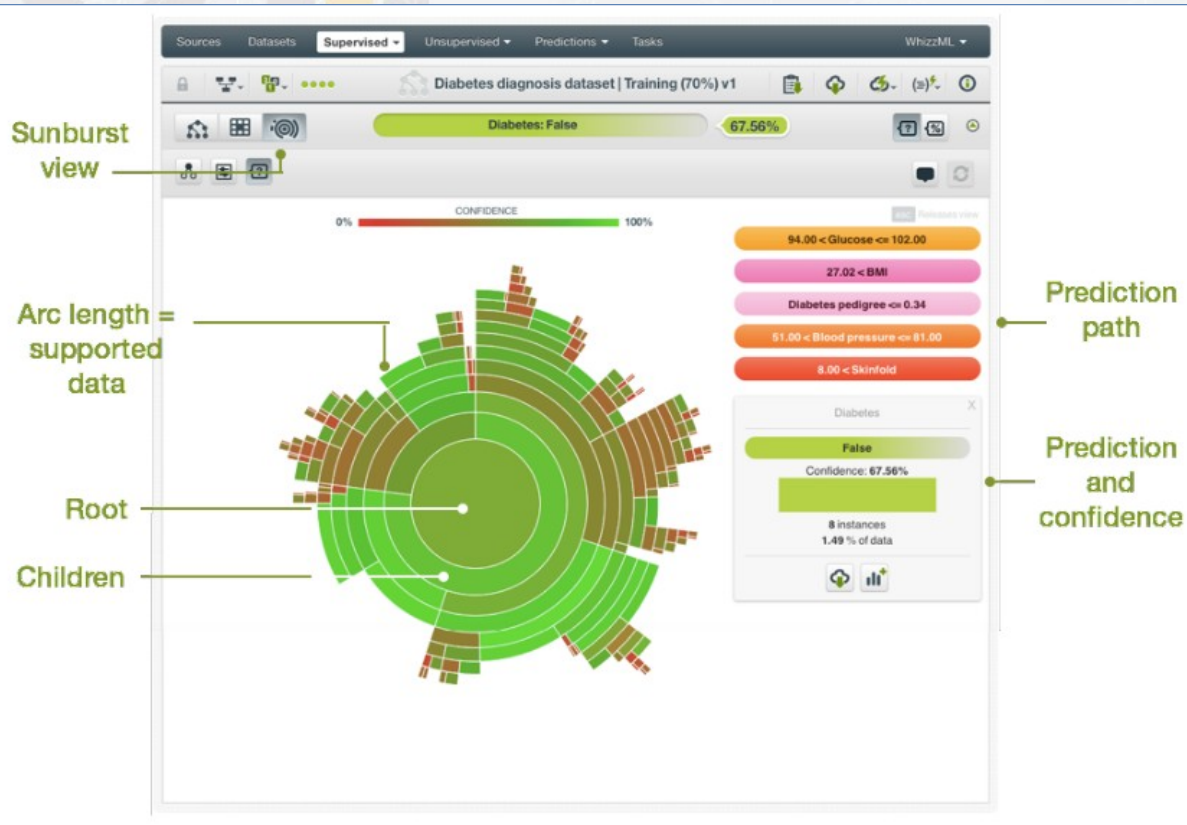 Sources Datasets Supervised Unsupervised Predictions Tasks WhizzML
Diabetes diagnosis dataset | Training (70%) v1
Sunburst
view
Diabetes: False 67.56%
CONFIDENCE
0% 100%
esc Releases view
94.00 < Glucose <= 102.00
27.02 < BMI
Diabetes pedigree <= 0.34
51.00 < Blood pressure <= 81.00
8.00 < Skinfold
Prediction
path
Arc length =
supported
data
Root
Children
Diabetes X
False
Confidence: 67.56%
8 instances
1.49 % of data
Prediction
and
confidence